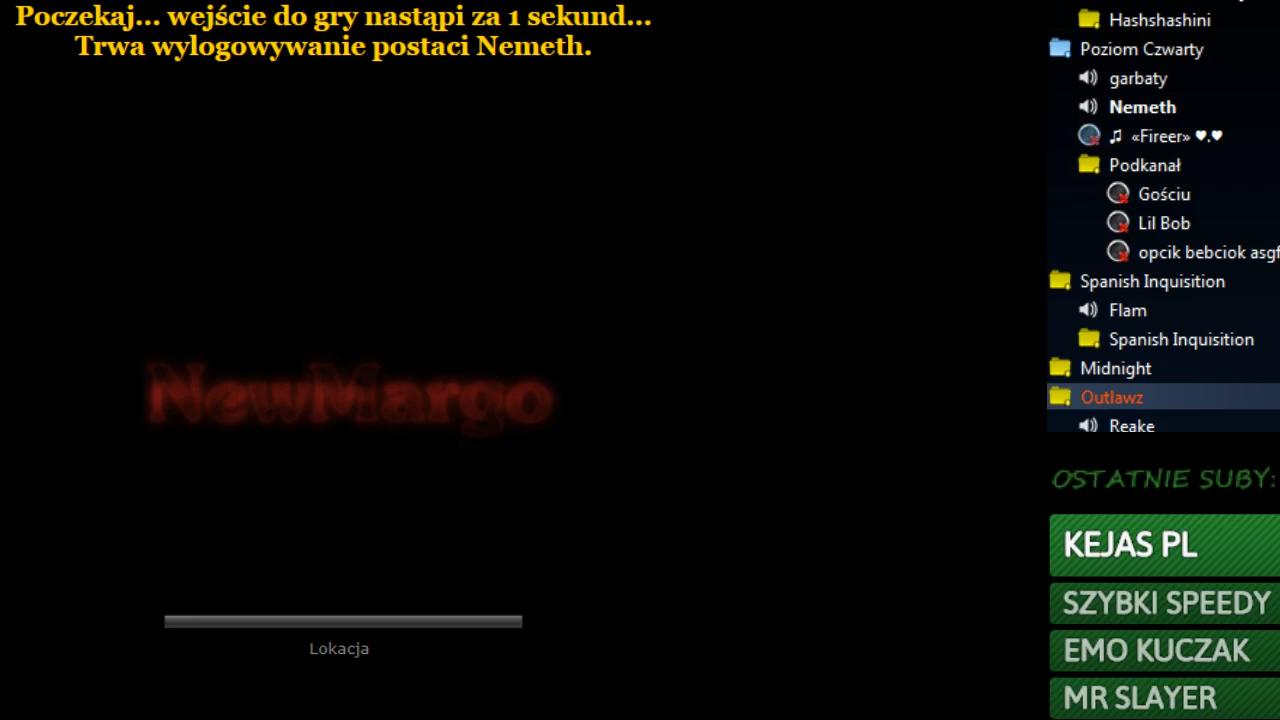 Poczekaj... wejście do gry nastąpi za 1 sekund...
Trwa wylogowywanie postaci Nemeth.
NewMargo
Lokacja
Hashshashini
Poziom Czwarty
garbaty
Nemeth
♫ «Fireer» ♥.♥
Podkanał
Gościu
Lil Bob
opcik bebciok asgf
Spanish Inquisition
Flam
Spanish Inquisition
Midnight
Outlawz
Reake
OSTATNIE SUBY:
KEJAS PL
SZYBKI SPEEDY
EMO KUCZAK
MR SLAYER